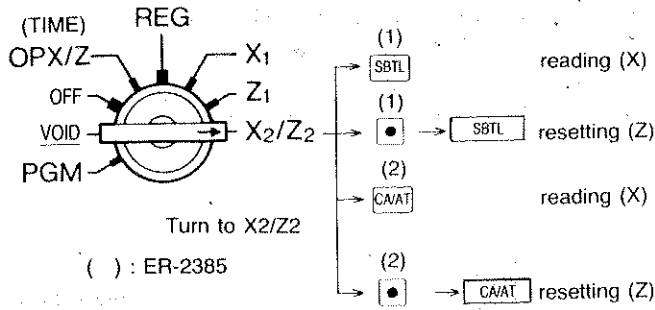 (TIME)
REG
OPX/Z
X1
OFF
Z1
VOID
X2/Z2
PGM
Turn to X2/Z2
( ) : ER-2385
(1)
SBTL
reading (X)
(1)
•
SBTL
resetting (Z)
(2)
CA/AT
reading (X)
(2)
•
CA/AT
resetting (Z)